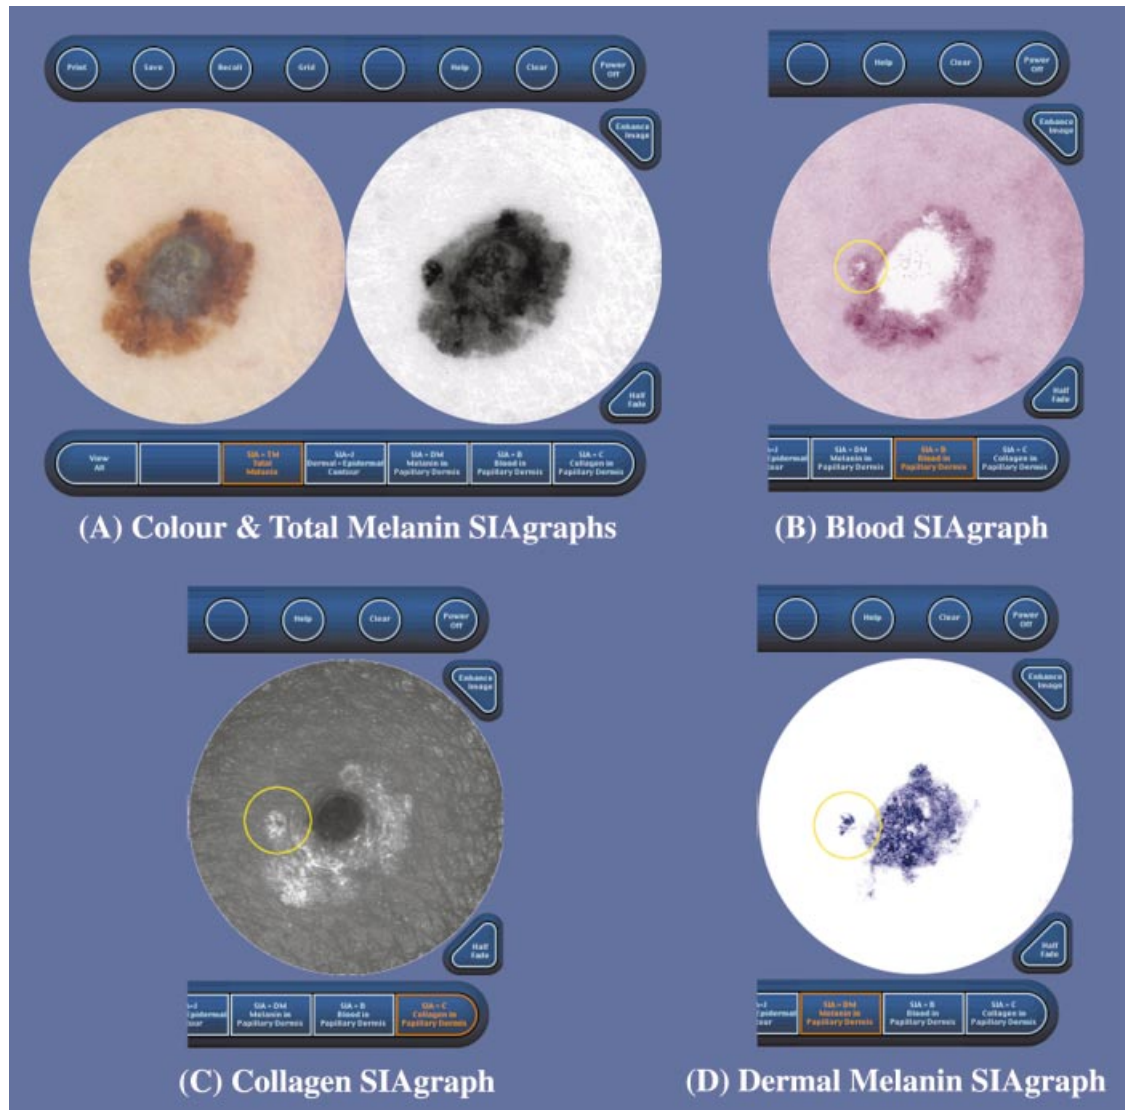 Print
Save
Recall
Grid
Help
Clear
Power
Off
Enhance
Image
Half
Fade
View
All
SIA - TM
Total
Melanin
SIA-J
Dermal - Epidermal
Contour
SIA - DM
Melanin in
Papillary Dermis
SIA - B
Blood in
Papillary Dermis
SIA - C
Collagen in
Papillary Dermis
(A) Colour & Total Melanin SIAgraphs
Help
Clear
Power
Off
Enhance
Image
Half
Fade
Epidermal
SIA - DM
Melanin in
Papillary Dermis
SIA - B
Blood in
Papillary Dermis
SIA - C
Collagen in
Papillary Dermis
(B) Blood SIAgraph
Help
Clear
Power
Off
Enhance
Image
Half
Fade
Epidermal
SIA - DM
Melanin in
Papillary Dermis
SIA - B
Blood in
Papillary Dermis
SIA - C
Collagen in
Papillary Dermis
(C) Collagen SIAgraph
Help
Clear
Power
Off
Enhance
Image
Half
Fade
Epidermal
SIA - DM
Melanin in
Papillary Dermis
SIA - B
Blood in
Papillary Dermis
SIA - C
Collagen in
Papillary Dermis
(D) Dermal Melanin SIAgraph